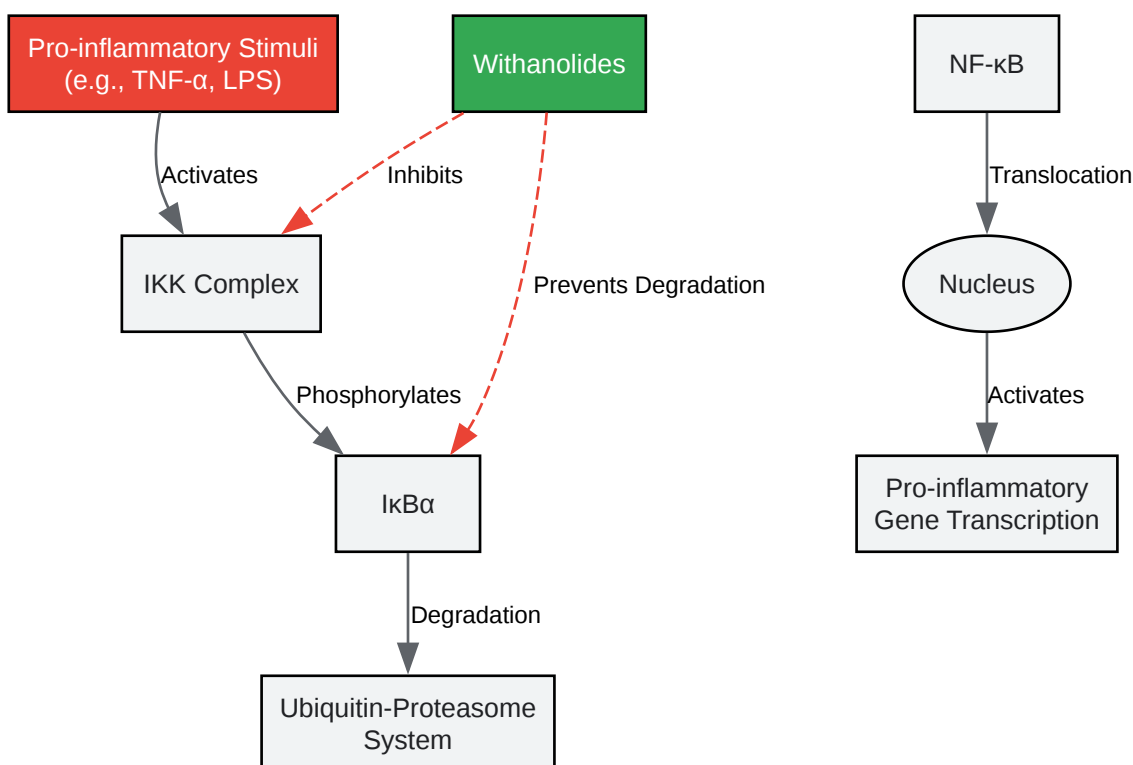 Pro-inflammatory Stimuli
(e.g., TNF-α, LPS)
Withanolides
NF-κB
Activates
Inhibits
Translocation
IKK Complex
Prevents Degradation
Nucleus
Phosphorylates
Activates
IκBα
Pro-inflammatory
Gene Transcription
Degradation
Ubiquitin-Proteasome
System